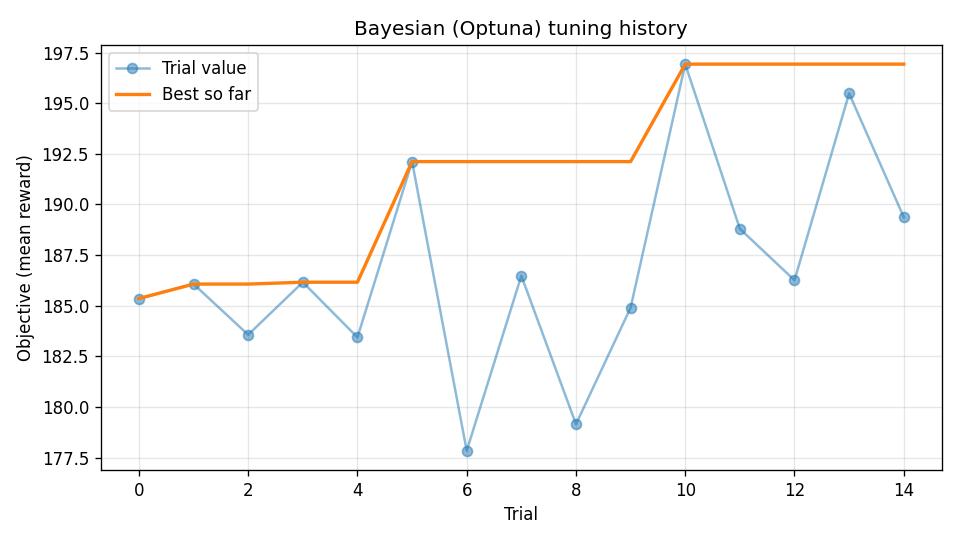 Bayesian (Optuna) tuning history
Trial value
Best so far
Objective (mean reward)
197.5
195.0
192.5
190.0
187.5
185.0
182.5
180.0
177.5
0 2 4 6 8 10 12 14
Trial